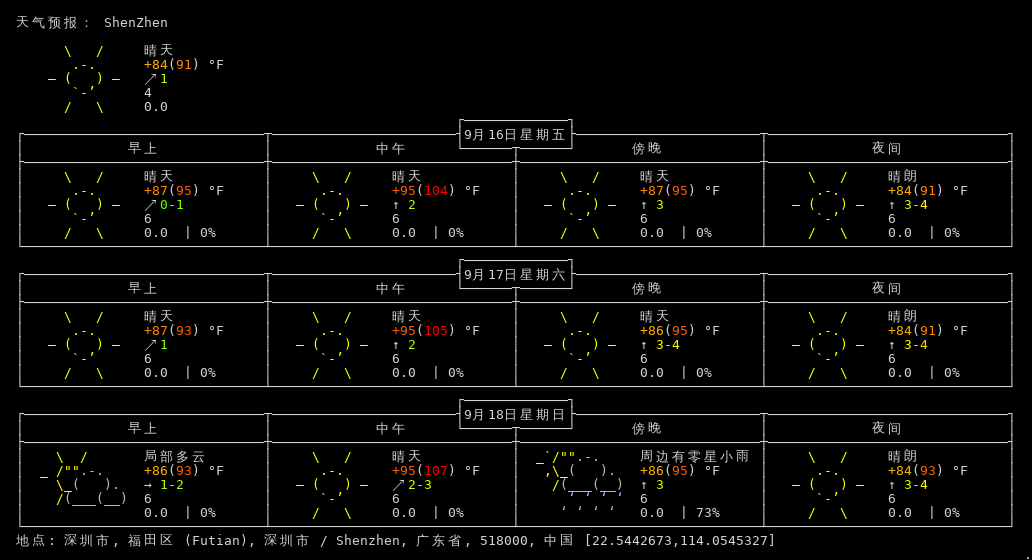 天气预报： ShenZhen
晴天
+84(91) °F
↗1
4
0.0
9月16日星期五
早上 中午 傍晚 夜间
晴天 晴天 晴天 晴朗
+87(95) °F +95(104) °F +87(95) °F +84(91) °F
↗0-1 ↑ 2 ↑ 3 ↑ 3-4
6 6 6 6
0.0 | 0% 0.0 | 0% 0.0 | 0% 0.0 | 0%
9月17日星期六
早上 中午 傍晚 夜间
晴天 晴天 晴天 晴朗
+87(93) °F +95(105) °F +86(95) °F +84(91) °F
↗1 ↑ 2 ↑ 3-4 ↑ 3-4
6 6 6 6
0.0 | 0% 0.0 | 0% 0.0 | 0% 0.0 | 0%
9月18日星期日
早上 中午 傍晚 夜间
局部多云 晴天 周边有零星小雨 晴朗
+86(93) °F +95(107) °F +86(95) °F +84(93) °F
→ 1-2 ↗2-3 ↑ 3 ↑ 3-4
6 6 6 6
0.0 | 0% 0.0 | 0% 0.0 | 73% 0.0 | 0%
地点: 深圳市, 福田区 (Futian), 深圳市 / Shenzhen, 广东省, 518000, 中国 [22.5442673,114.0545327]